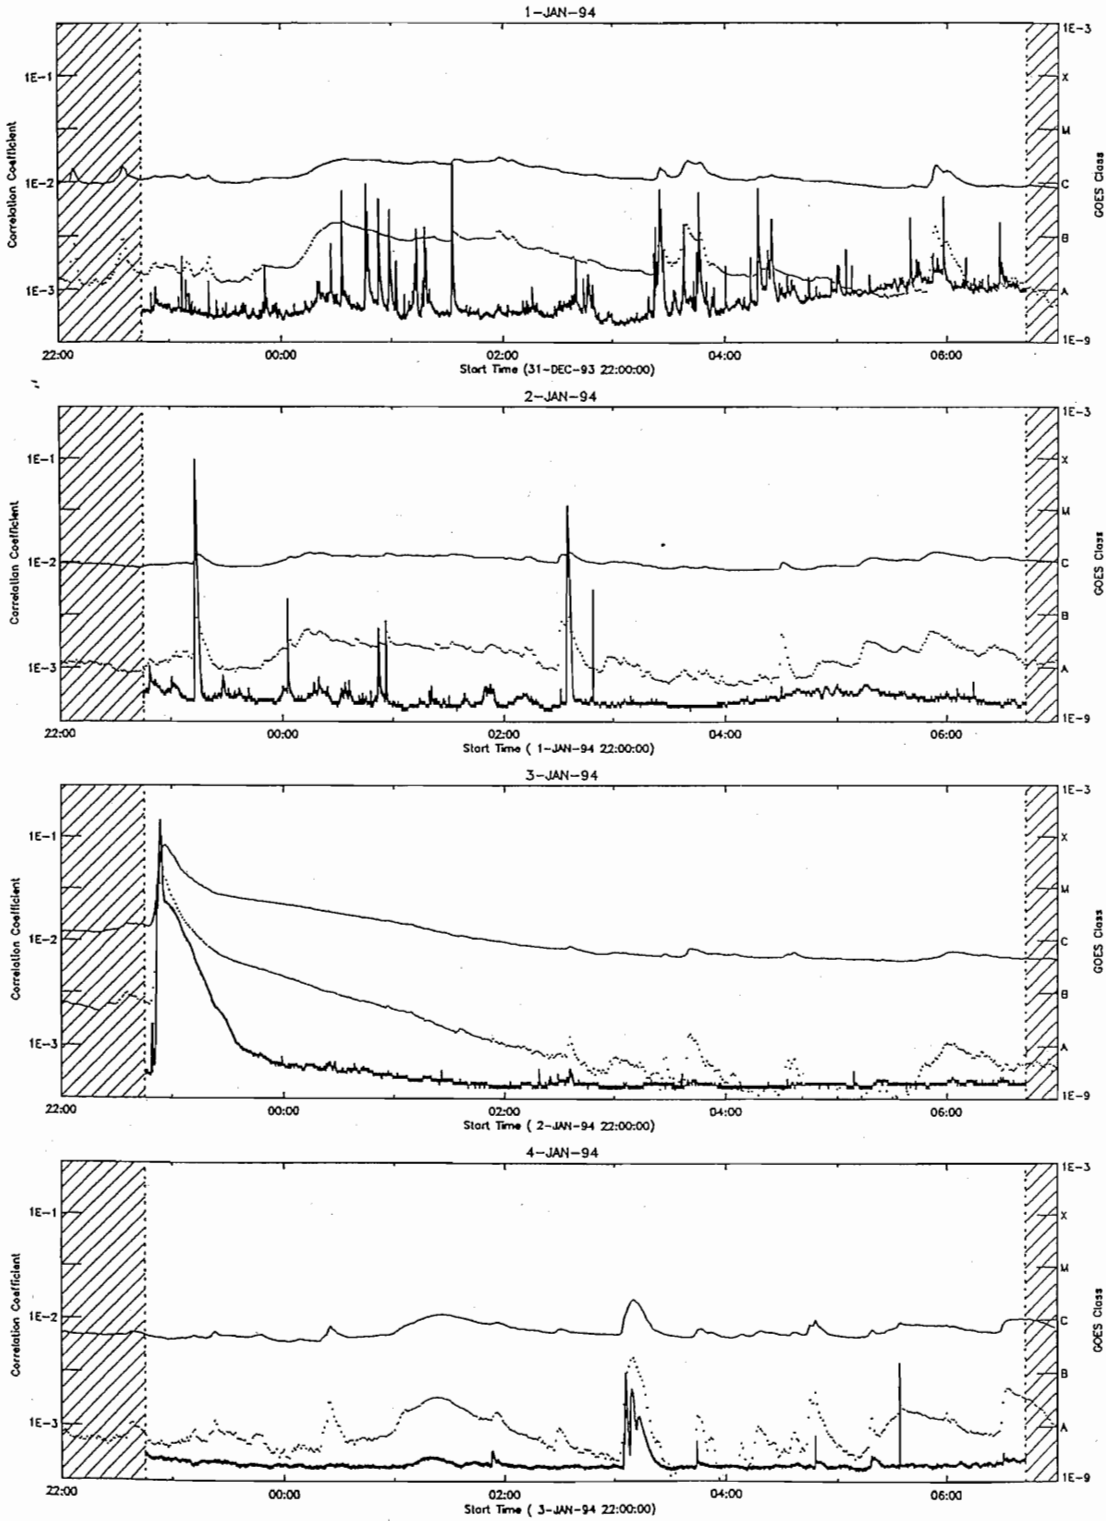 1-JAN-94
1E-3
1E-1
X
M
Correlation Coefficient
GOES Class
1E-2
C
B
1E-3
A
1E-9
22:00
00:00
02:00
04:00
06:00
Start Time (31-DEC-93 22:00:00)
2-JAN-94
1E-3
1E-1
X
M
Correlation Coefficient
GOES Class
1E-2
C
B
1E-3
A
1E-9
22:00
00:00
02:00
04:00
06:00
Start Time ( 1-JAN-94 22:00:00)
3-JAN-94
1E-3
1E-1
X
M
Correlation Coefficient
GOES Class
1E-2
C
B
1E-3
A
1E-9
22:00
00:00
02:00
04:00
06:00
Start Time ( 2-JAN-94 22:00:00)
4-JAN-94
1E-3
1E-1
X
M
Correlation Coefficient
GOES Class
1E-2
C
B
1E-3
A
1E-9
22:00
00:00
02:00
04:00
06:00
Start Time ( 3-JAN-94 22:00:00)